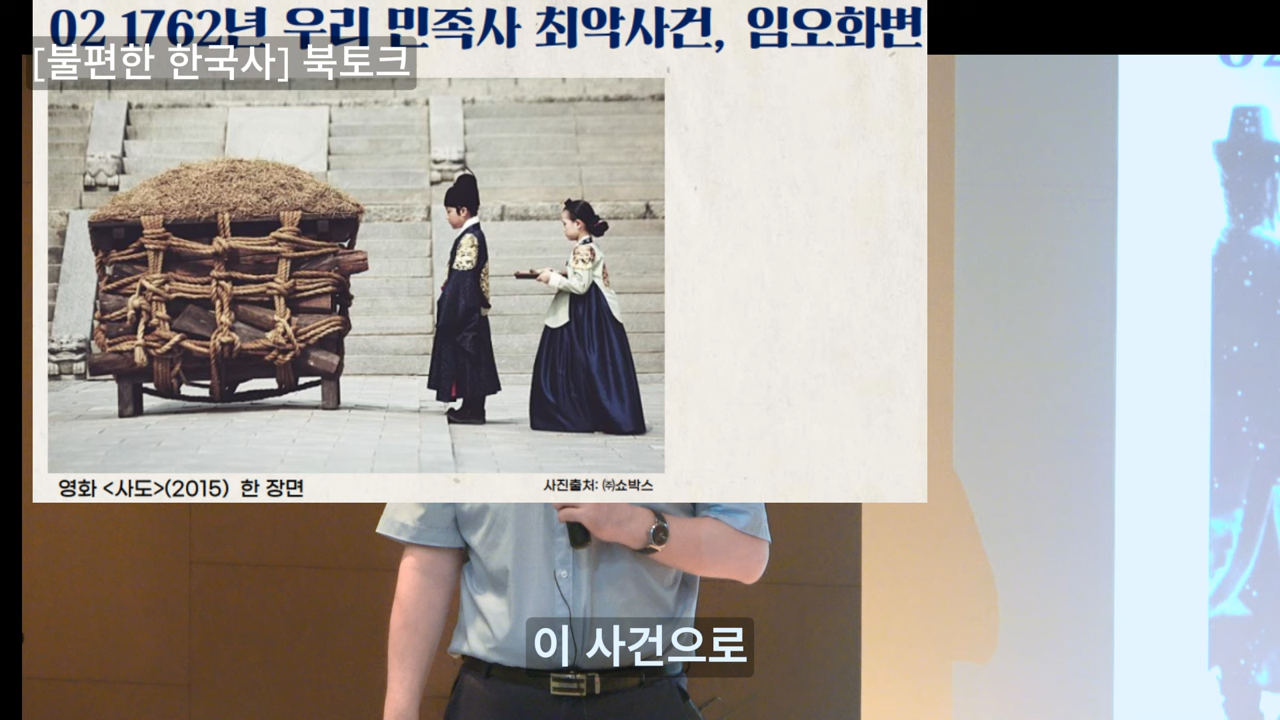 02 1762년 우리 민족사 최악사건, 임오화변
[불편한 한국사] 북토크
영화 <사도>(2015) 한 장면
사진출처: ㈜쇼박스
이 사건으로